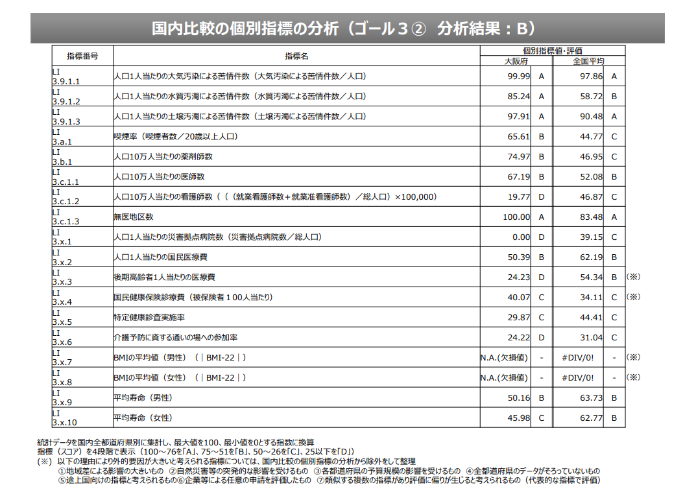 国内比較の個別指標の分析（ゴール３② 分析結果：B）
指標番号 指標名 個別指標値・評価
大阪府 全国平均
LI 3.9.1.1 人口1人当たりの大気汚染による苦情件数（大気汚染による苦情件数／人口） 99.99 A 97.86 A
LI 3.9.1.2 人口1人当たりの水質汚濁による苦情件数（水質汚濁による苦情件数／人口） 85.24 A 58.72 B
LI 3.9.1.3 人口1人当たりの土壌汚濁による苦情件数（土壌汚濁による苦情件数／人口） 97.91 A 90.48 A
LI 3.a.1 喫煙率（喫煙者数／20歳以上人口） 65.61 B 44.77 C
LI 3.b.1 人口10万人当たりの薬剤師数 74.97 B 46.95 C
LI 3.c.1.1 人口10万人当たりの医師数 67.19 B 52.08 B
LI 3.c.1.2 人口10万人当たりの看護師数（（（就業看護師数＋就業准看護師数）／総人口）×100,000） 19.77 D 46.87 C
LI 3.c.1.3 無医地区数 100.00 A 83.48 A
LI 3.x.1 人口1人当たりの災害拠点病院数（災害拠点病院数／総人口） 0.00 D 39.15 C
LI 3.x.2 人口1人当たりの国民医療費 50.39 B 62.19 B
LI 3.x.3 後期高齢者1人当たりの医療費 24.23 D 54.34 B (※)
LI 3.x.4 国民健康保険診療費（被保険者１００人当たり） 40.07 C 34.11 C (※)
LI 3.x.5 特定健康診査実施率 29.87 C 44.41 C
LI 3.x.6 介護予防に資する通いの場への参加率 24.22 D 31.04 C
LI 3.x.7 BMIの平均値（男性）（｜BMI-22｜） N.A.(欠損値) - #DIV/0! - (※)
LI 3.x.8 BMIの平均値（女性）（｜BMI-22｜） N.A.(欠損値) - #DIV/0! - (※)
LI 3.x.9 平均寿命（男性） 50.16 B 63.73 B
LI 3.x.10 平均寿命（女性） 45.98 C 62.77 B
統計データを国内全都道府県別に集計し、最大値を100、最小値を0とする指数に換算
指標（スコア）を4段階で表示（100～76を「A」、75～51を「B」、50～26を「C」、25以下を「D」）
(※) 以下の理由により外的要因が大きいと考えられる指標については、国内比較の個別指標の分析から除外をして整理
①地域差による影響の大きいもの ②自然災害等の突発的な影響を受けるもの ③各都道府県の予算規模の影響を受けるもの ④全都道府県のデータがそろっていないもの
⑤途上国向けの指標と考えられるもの⑥企業等による任意の申請を評価したもの ⑦類似する複数の指標があり評価に偏りが生じると考えられるもの（代表的な指標で評価）